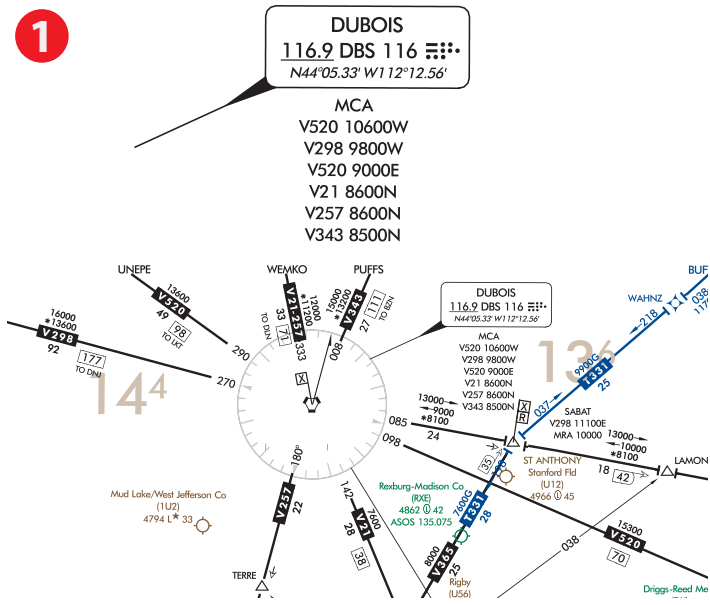 1
DUBOIS
116.9 DBS 116
N44°05.33' W112°12.56'
MCA
V520 10600W
V298 9800W
V520 9000E
V21 8600N
V257 8600N
V343 8500N
UNEPE
13600
V520
49
98
TO LKT
290
WEMKO
12000
*11200
V21-257
33
71
TO DLN
333
PUFFS
15000
*13200
V343
27
111
TO BZN
008
16000
*13600
V298
92
177
TO DNJ
270
14 4
DUBOIS
116.9 DBS 116
N44°05.33' W112°12.56'
MCA
V520 10600W
V298 9800W
V520 9000E
V21 8600N
V257 8600N
V343 8500N
13 6
BUF
038
117
WAHNZ
218
9900G
T331
25
037
X
X
R
SABAT
V298 11100E
MRA 10000
13000
9000
*8100
085
24
098
13000
10000
*8100
18
42
LAMON
35
198
ST ANTHONY
Stanford Fld
(U12)
4966 45
180°
V257
22
TERRE
Mud Lake/West Jefferson Co
(1U2)
4794 L* 33
142
7600
V21
28
38
Rexburg-Madison Co
(RXE)
4862 42
ASOS 135.075
7600G
T331
28
8000
V365
25
Rigby
(U56)
038
15300
V520
70
Driggs-Reed Me